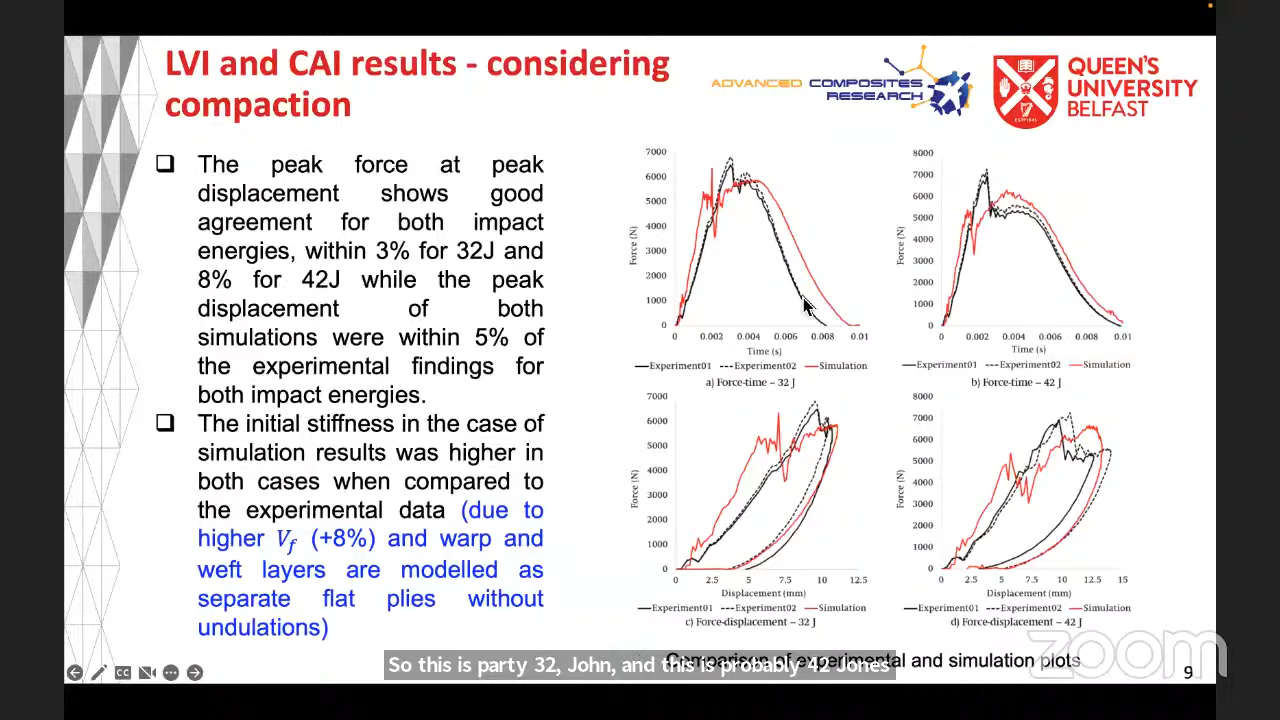 LVI and CAI results - considering
compaction
ADVANCED COMPOSITES
RESEARCH
QUEEN'S
UNIVERSITY
BELFAST
❑ The peak force at peak
displacement shows good
agreement for both impact
energies, within 3% for 32J and
8% for 42J while the peak
displacement of both
simulations were within 5% of
the experimental findings for
both impact energies.
❑ The initial stiffness in the case of
simulation results was higher in
both cases when compared to
the experimental data (due to
higher Vf (+8%) and warp and
weft layers are modelled as
separate flat plies without
undulations)
7000
6000
5000
4000
3000
2000
1000
0
Force (N)
0 0.002 0.004 0.006 0.008 0.01
Time (s)
Experiment01 Experiment02 Simulation
a) Force-time – 32 J
8000
7000
6000
5000
4000
3000
2000
1000
0
Force (N)
0 0.002 0.004 0.006 0.008 0.01
Time (s)
Experiment01 Experiment02 Simulation
b) Force-time – 42 J
7000
6000
5000
4000
3000
2000
1000
0
Force (N)
0 2.5 5 7.5 10 12.5
Displacement (mm)
Experiment01 Experiment02 Simulation
c) Force-displacement – 32 J
8000
7000
6000
5000
4000
3000
2000
1000
0
Force (N)
0 2.5 5 7.5 10 12.5 15
Displacement (mm)
Experiment01 Experiment02 Simulation
d) Force-displacement – 42 J
Comparison of experimental and simulation plots
So this is party 32, John, and this is probably 42 Jones
zoom
9